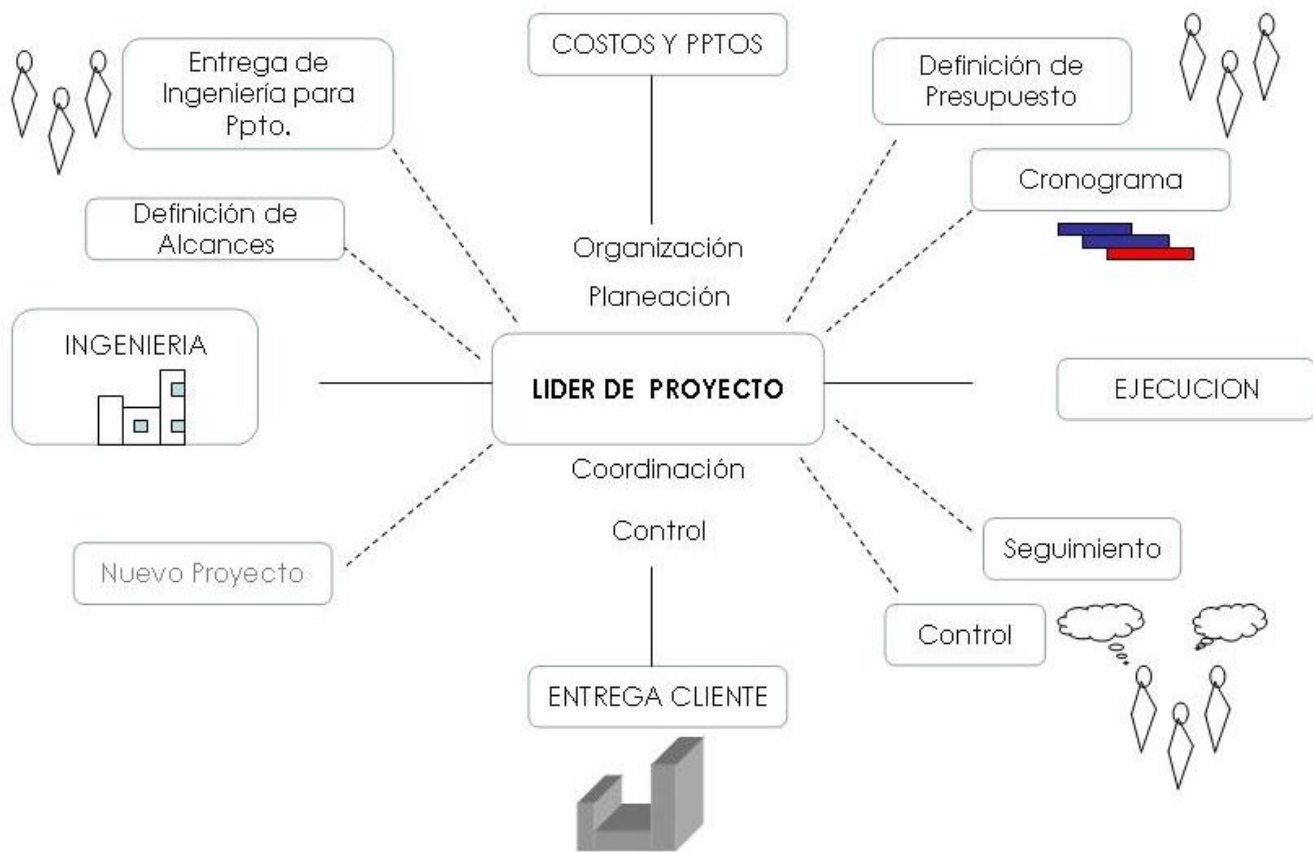 COSTOS Y PPTOS
Entrega de
Ingeniería para
Ppto.
Definición de
Presupuesto
Cronograma
Definición de
Alcances
Organización
Planeación
INGENIERIA
LIDER DE PROYECTO
EJECUCION
Coordinación
Control
Nuevo Proyecto
Seguimiento
Control
ENTREGA CLIENTE